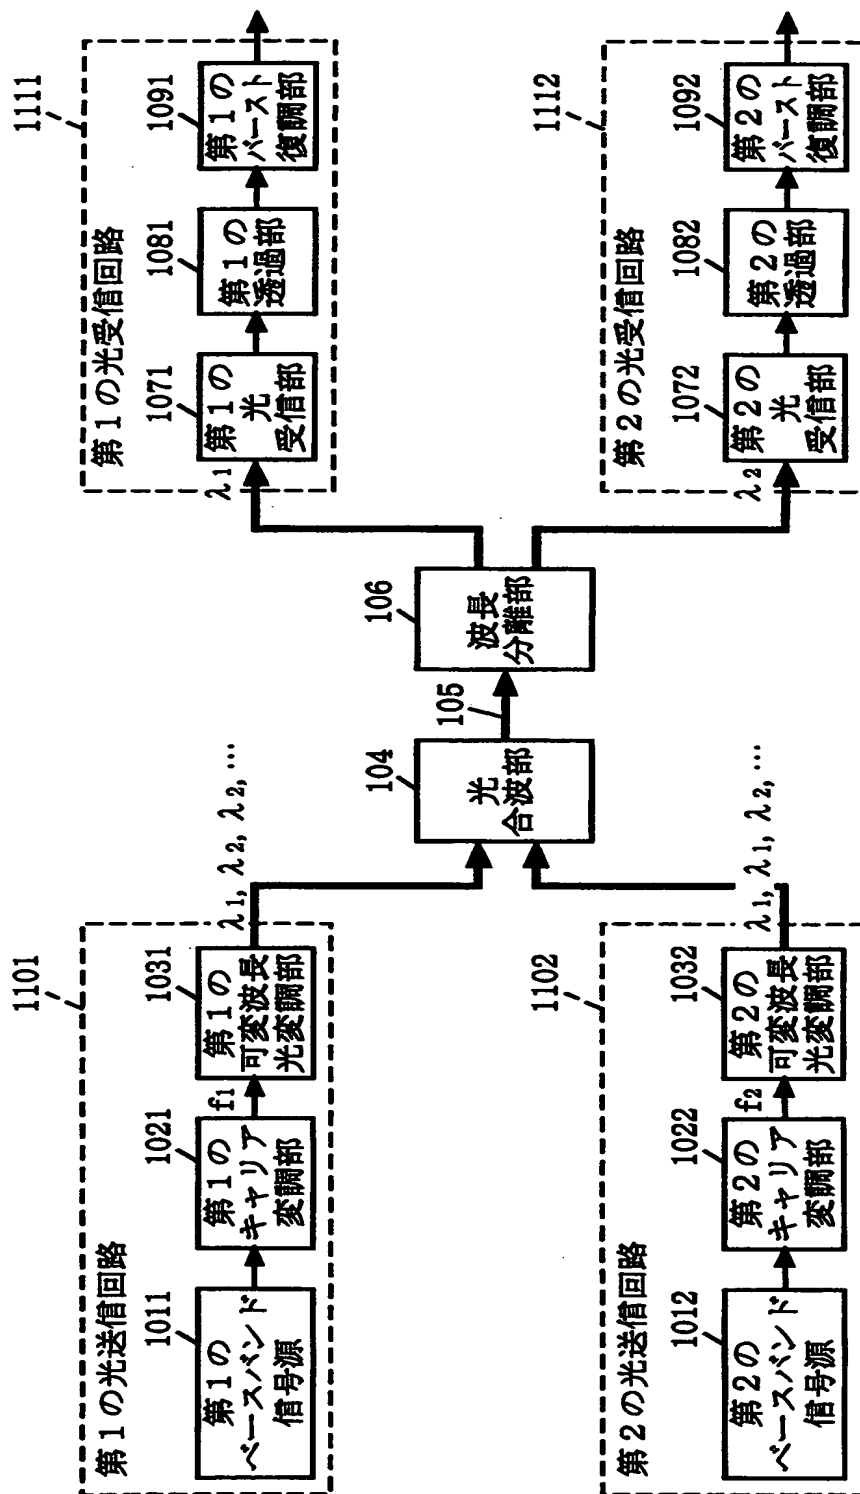 1101
第1の光送信回路
1011
第1の
ベースバンド
信号源
1021
第1の
キャリア
変調部
f1
1031
第1の
可変波長
光変調部
λ1, λ2, λ2, …
1102
第2の光送信回路
1012
第2の
ベースバンド
信号源
1022
第2の
キャリア
変調部
f2
1032
第2の
可変波長
光変調部
λ1, λ1, λ2, …
104
光
合波部
105
106
波長
分離部
1111
第1の光受信回路
λ1
1071
第1の
光
受信部
1081
第1の
透過部
1091
第1の
バースト
復調部
1112
第2の光受信回路
λ2
1072
第2の
光
受信部
1082
第2の
透過部
1092
第2の
バースト
復調部